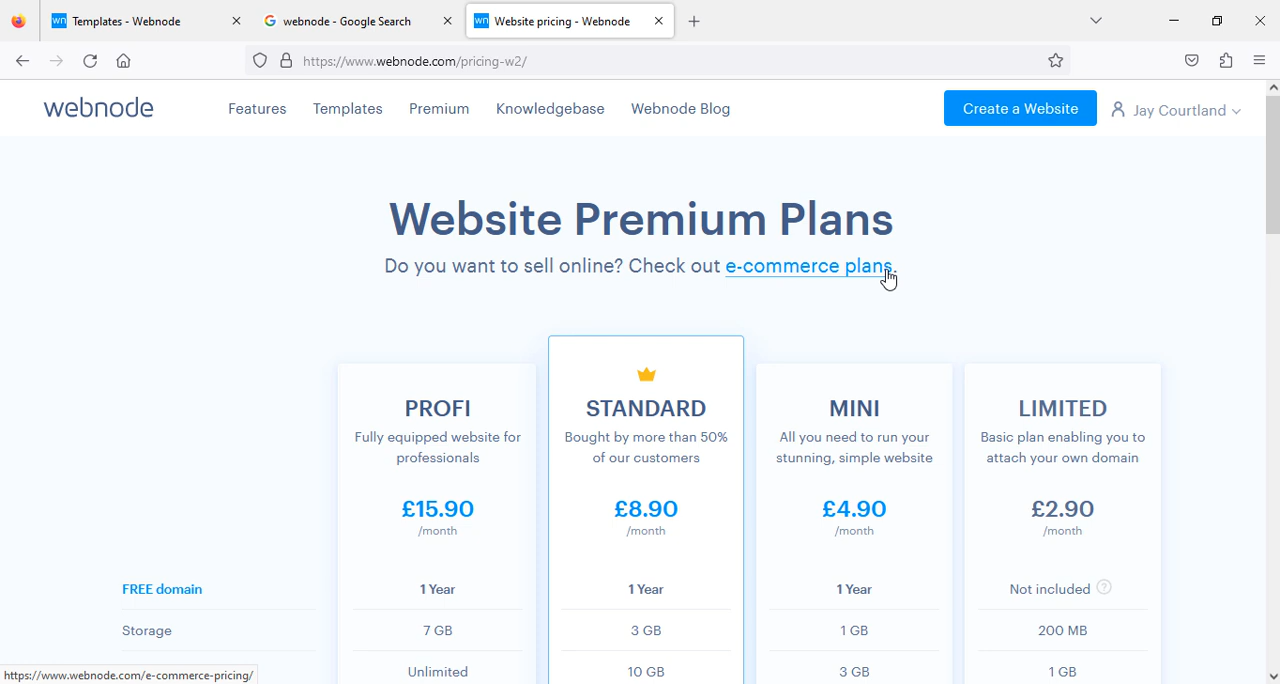 Templates - Webnode
webnode - Google Search
Website pricing - Webnode
https://www.webnode.com/pricing-w2/
webnode
Features
Templates
Premium
Knowledgebase
Webnode Blog
Create a Website
Jay Courtland
Website Premium Plans
Do you want to sell online? Check out e-commerce plans.
PROFI
Fully equipped website for
professionals
£15.90
/month
STANDARD
Bought by more than 50%
of our customers
£8.90
/month
MINI
All you need to run your
stunning, simple website
£4.90
/month
LIMITED
Basic plan enabling you to
attach your own domain
£2.90
/month
FREE domain
1 Year
1 Year
1 Year
Not included ?
Storage
7 GB
3 GB
1 GB
200 MB
Unlimited
10 GB
3 GB
1 GB
https://www.webnode.com/e-commerce-pricing/